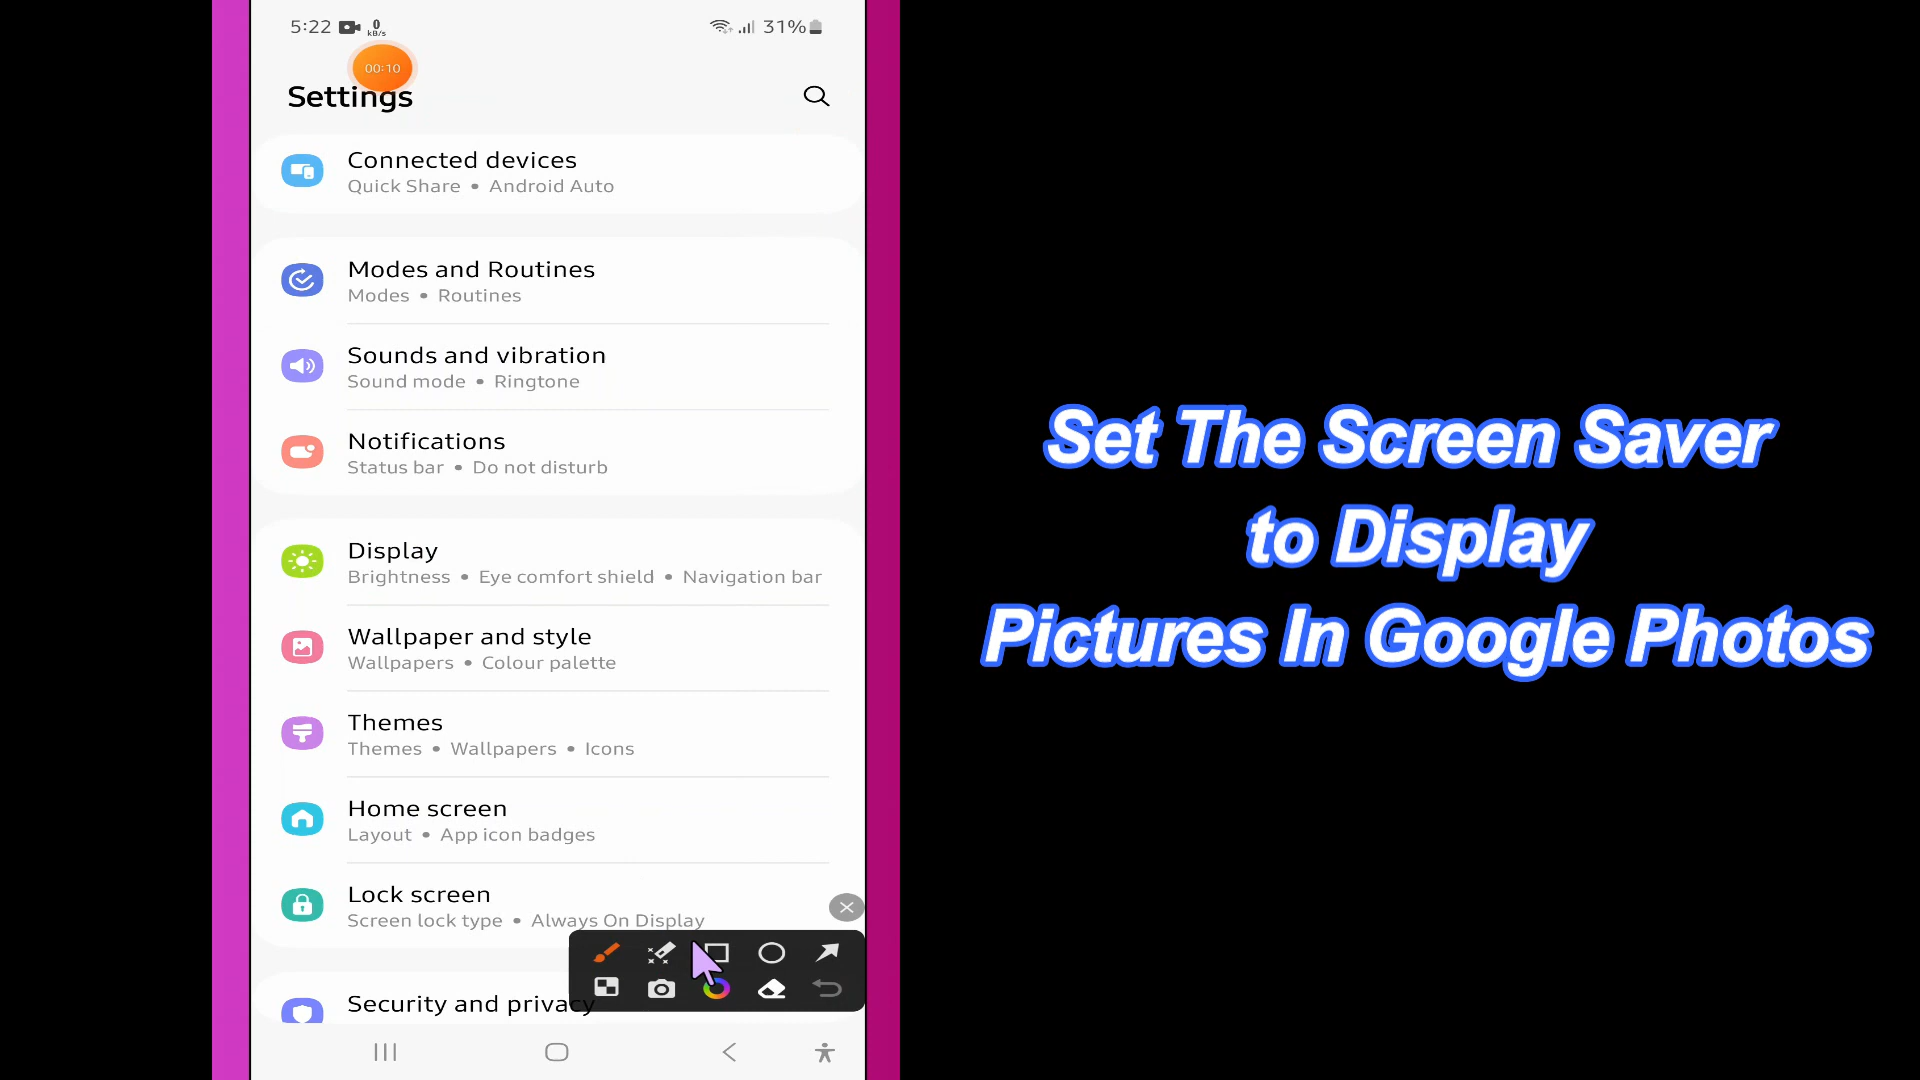 5:22 0 kB/s 31%
00:10
Settings
Connected devices
Quick Share • Android Auto
Modes and Routines
Modes • Routines
Sounds and vibration
Sound mode • Ringtone
Notifications
Status bar • Do not disturb
Display
Brightness • Eye comfort shield • Navigation bar
Wallpaper and style
Wallpapers • Colour palette
Themes
Themes • Wallpapers • Icons
Home screen
Layout • App icon badges
Lock screen
Screen lock type • Always On Display
Security and privacy
Set The Screen Saver
to Display
Pictures In Google Photos